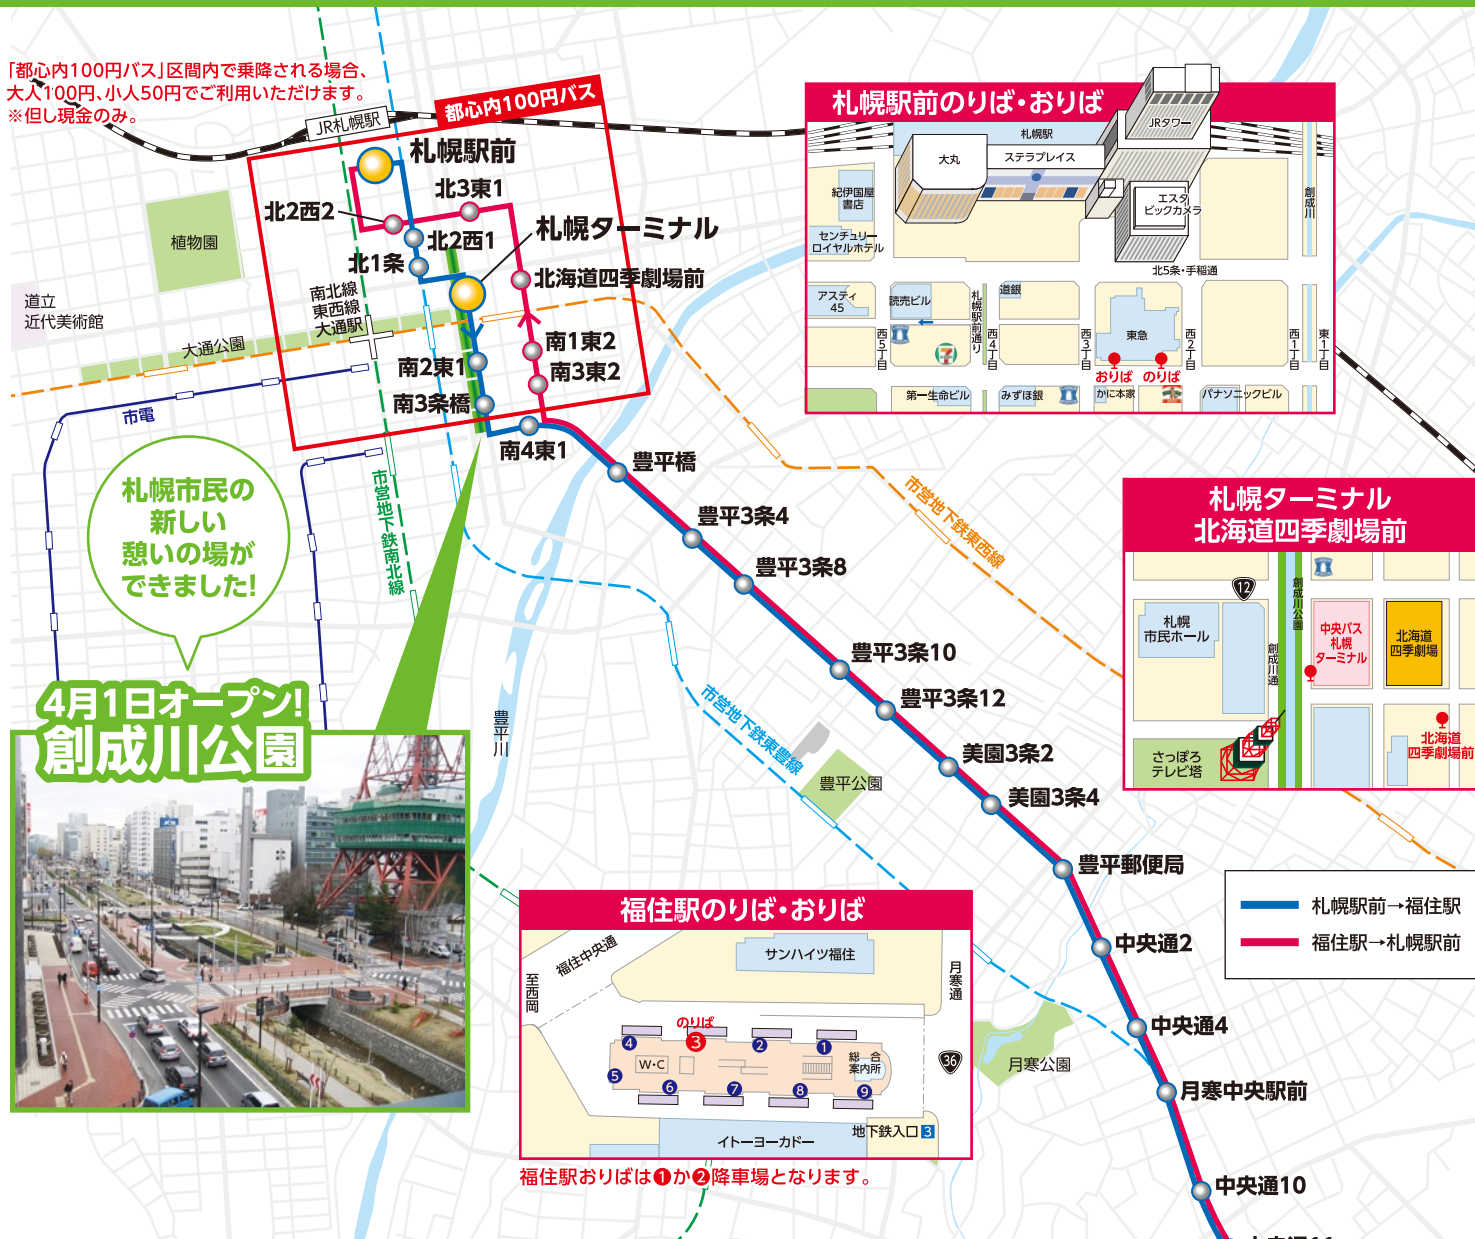 「都心内100円バス」区間内で乗降される場合、
大人100円、小人50円でご利用いただけます。
※但し現金のみ。
都心内100円バス
JR札幌駅
札幌駅前
北3東1
北2西2
北2西1
札幌ターミナル
北1条
北海道四季劇場前
植物園
道立
近代美術館
南北線
東西線
大通駅
大通公園
南1東2
南2東1
南3東2
南3条橋
市電
南4東1
豊平橋
豊平3条4
豊平3条8
豊平3条10
豊平3条12
美園3条2
美園3条4
豊平郵便局
中央通2
中央通4
月寒中央駅前
中央通10
市営地下鉄南北線
市営地下鉄東西線
市営地下鉄東豊線
豊平川
豊平公園
月寒公園
札幌市民の
新しい
憩いの場が
できました!
4月1日オープン!
創成川公園
札幌駅前のりば・おりば
札幌駅
JRタワー
大丸
ステラプレイス
紀伊国屋
書店
エスタ
ビックカメラ
創成川
センチュリー
ロイヤルホテル
北5条・手稲通
アスティ
45
読売ビル
札幌駅前通り
道銀
西5丁目
西4丁目
西3丁目
東急
西2丁目
西1丁目
東1丁目
おりば
のりば
第一生命ビル
みずほ銀
かに本家
パナソニックビル
札幌ターミナル
北海道四季劇場前
12
創成川公園
札幌
市民ホール
創成川通
中央バス
札幌
ターミナル
北海道
四季劇場
さっぽろ
テレビ塔
北海道
四季劇場前
札幌駅前→福住駅
福住駅→札幌駅前
福住駅のりば・おりば
福住中央通
サンハイツ福住
至西岡
月寒通
のりば
4
3
2
1
W・C
総合
案内所
36
5
6
7
8
9
地下鉄入口3
イトーヨーカドー
福住駅おりばは❶か❷降車場となります。